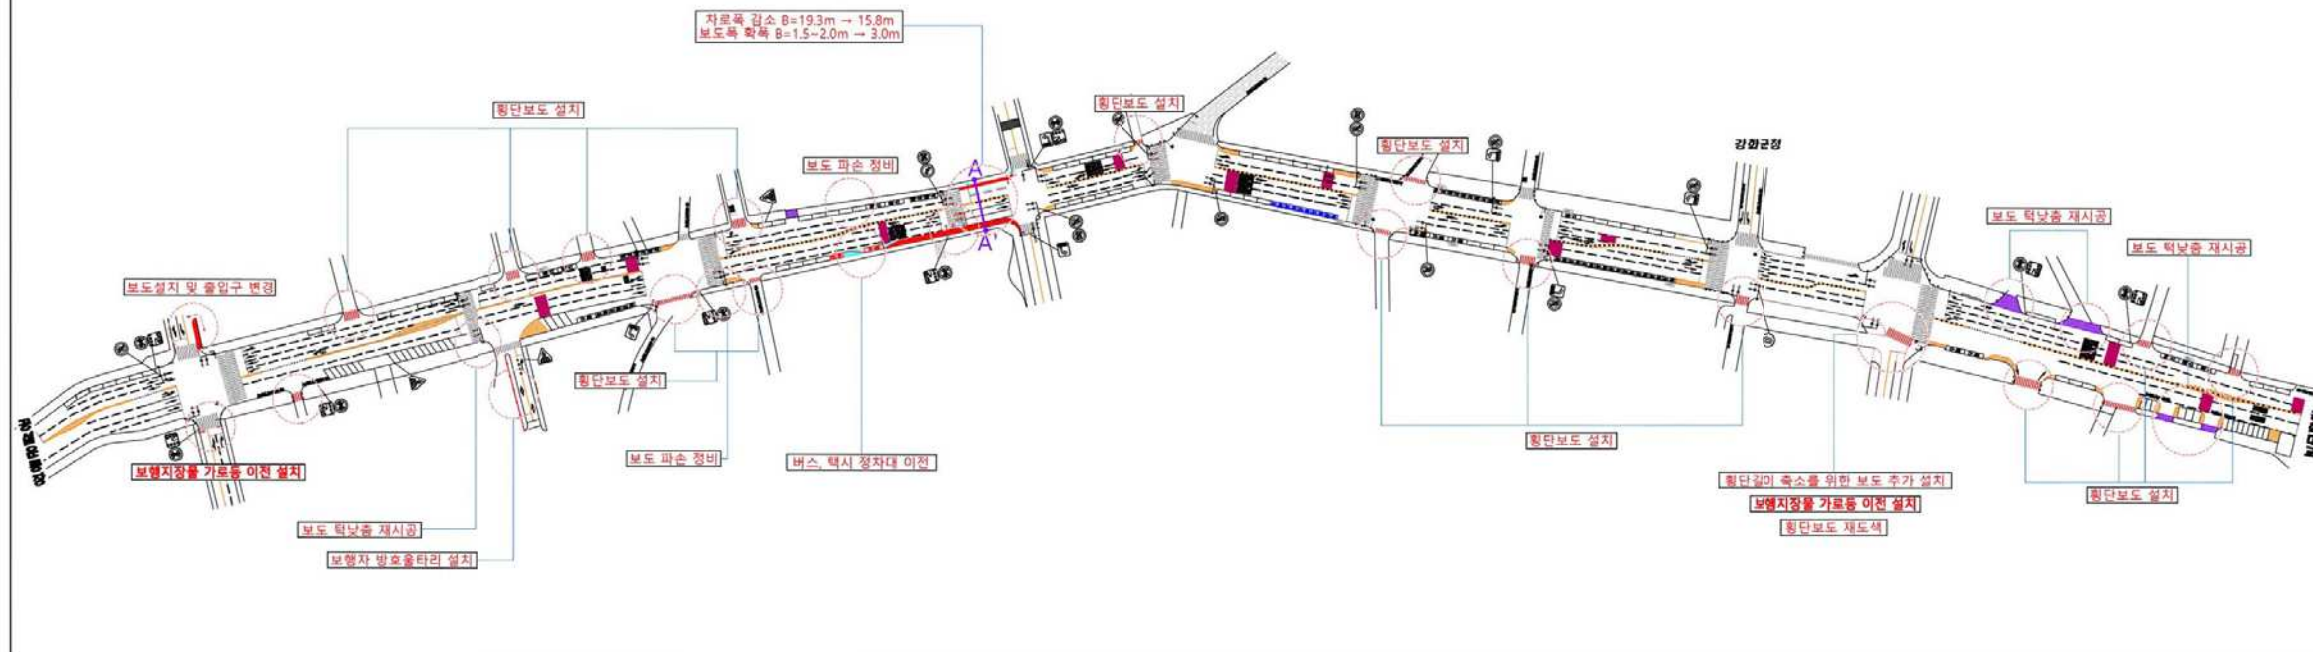 차로폭 감소 B=19.3m → 15.8m
보도폭 확폭 B=1.5~2.0m → 3.0m
횡단보도 설치
횡단보도 설치
보도 파손 정비
횡단보도 설치
강화군청
A
A'
보도 턱낮춤 재시공
보도 턱낮춤 재시공
보도설치 및 출입구 변경
횡단보도 설치
보행지장물 가로등 이전 설치
보도 파손 정비
버스, 택시 정차대 이전
횡단보도 설치
횡단길이 축소를 위한 보도 추가 설치
보행지장물 가로등 이전 설치
횡단보도 재도색
횡단보도 설치
보도 턱낮춤 재시공
보행자 방호울타리 설치